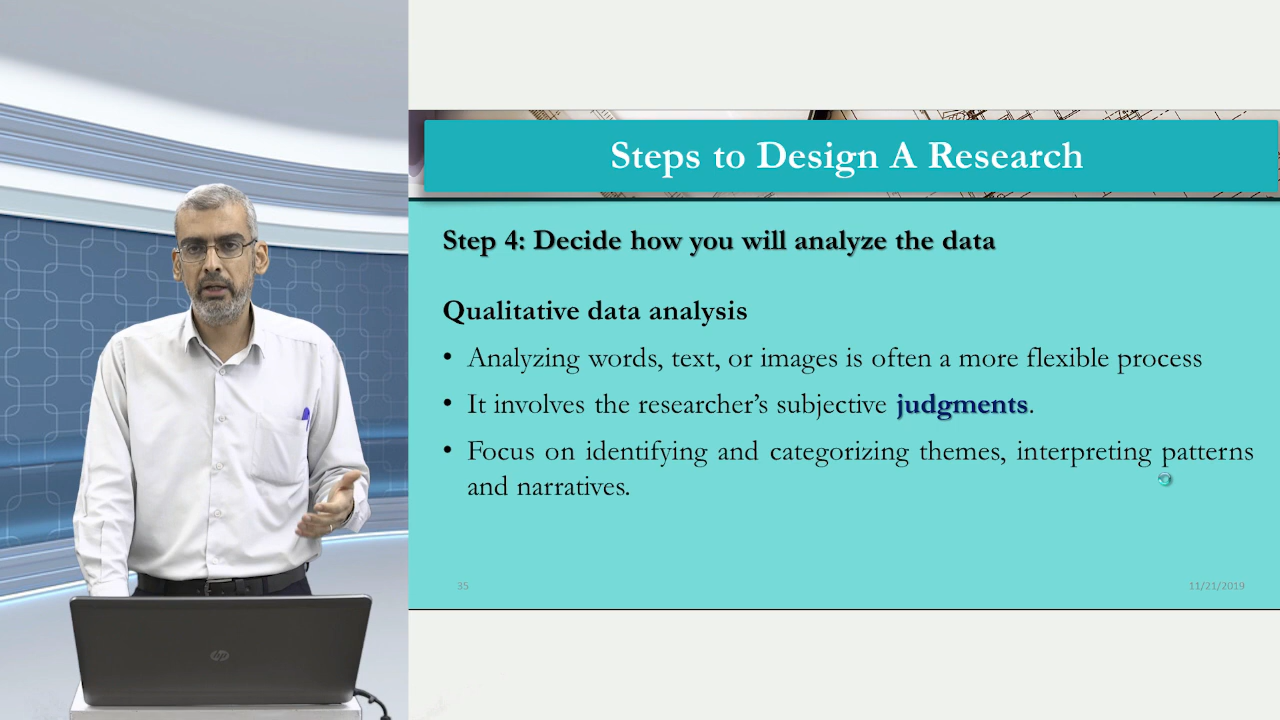 Steps to Design A Research
Step 4: Decide how you will analyze the data
Qualitative data analysis
• Analyzing words, text, or images is often a more flexible process
• It involves the researcher’s subjective judgments.
• Focus on identifying and categorizing themes, interpreting patterns
and narratives.
35
11/21/2019
hp